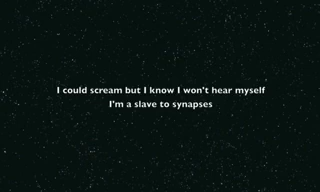 I could scream but I know I won't hear myself
I'm a slave to synapses